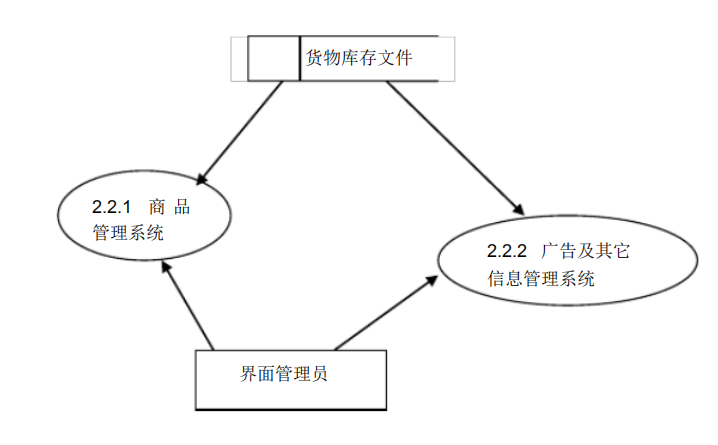 货物库存文件
2.2.1 商 品
管理系统
2.2.2 广告及其它
信息管理系统
界面管理员